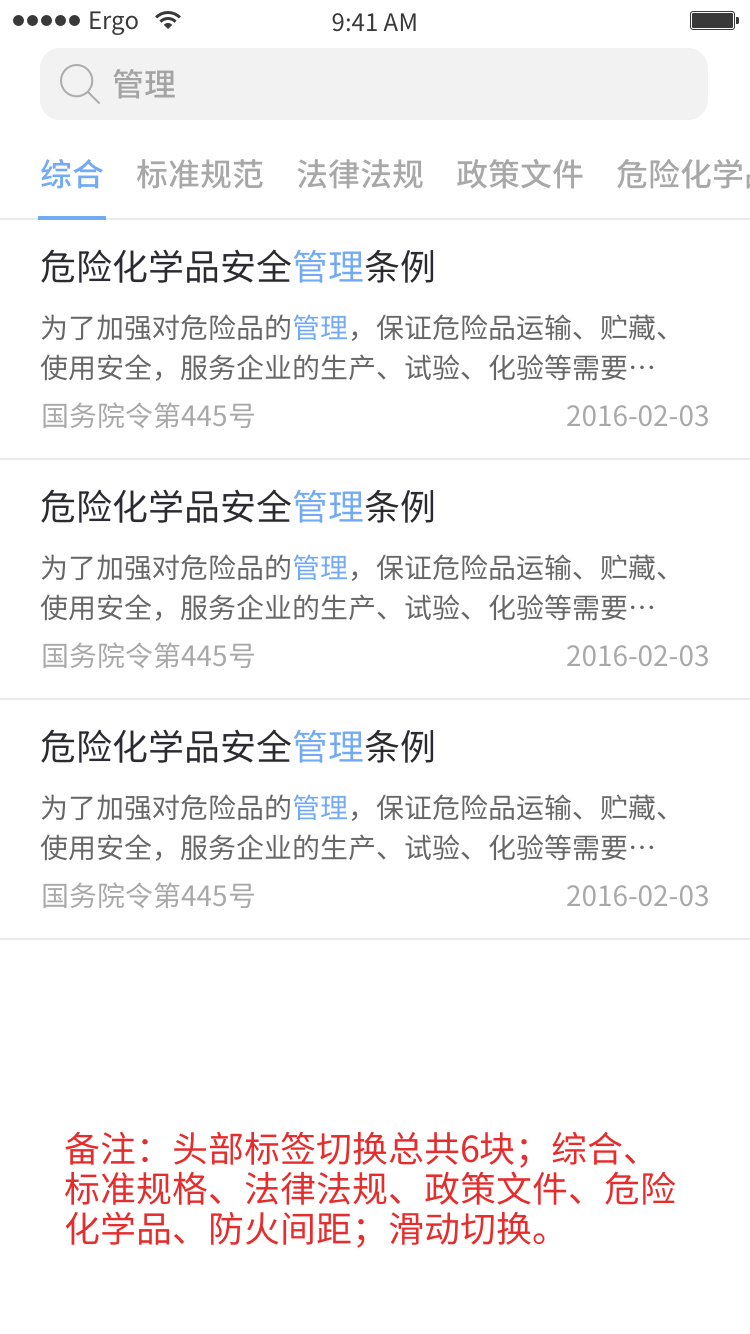 Ergo 9:41 AM
管理
综合 标准规范 法律法规 政策文件 危险化学品
危险化学品安全管理条例
为了加强对危险品的管理，保证危险品运输、贮藏、
使用安全，服务企业的生产、试验、化验等需要…
国务院令第445号 2016-02-03
危险化学品安全管理条例
为了加强对危险品的管理，保证危险品运输、贮藏、
使用安全，服务企业的生产、试验、化验等需要…
国务院令第445号 2016-02-03
危险化学品安全管理条例
为了加强对危险品的管理，保证危险品运输、贮藏、
使用安全，服务企业的生产、试验、化验等需要…
国务院令第445号 2016-02-03
备注：头部标签切换总共6块；综合、
标准规格、法律法规、政策文件、危险
化学品、防火间距；滑动切换。